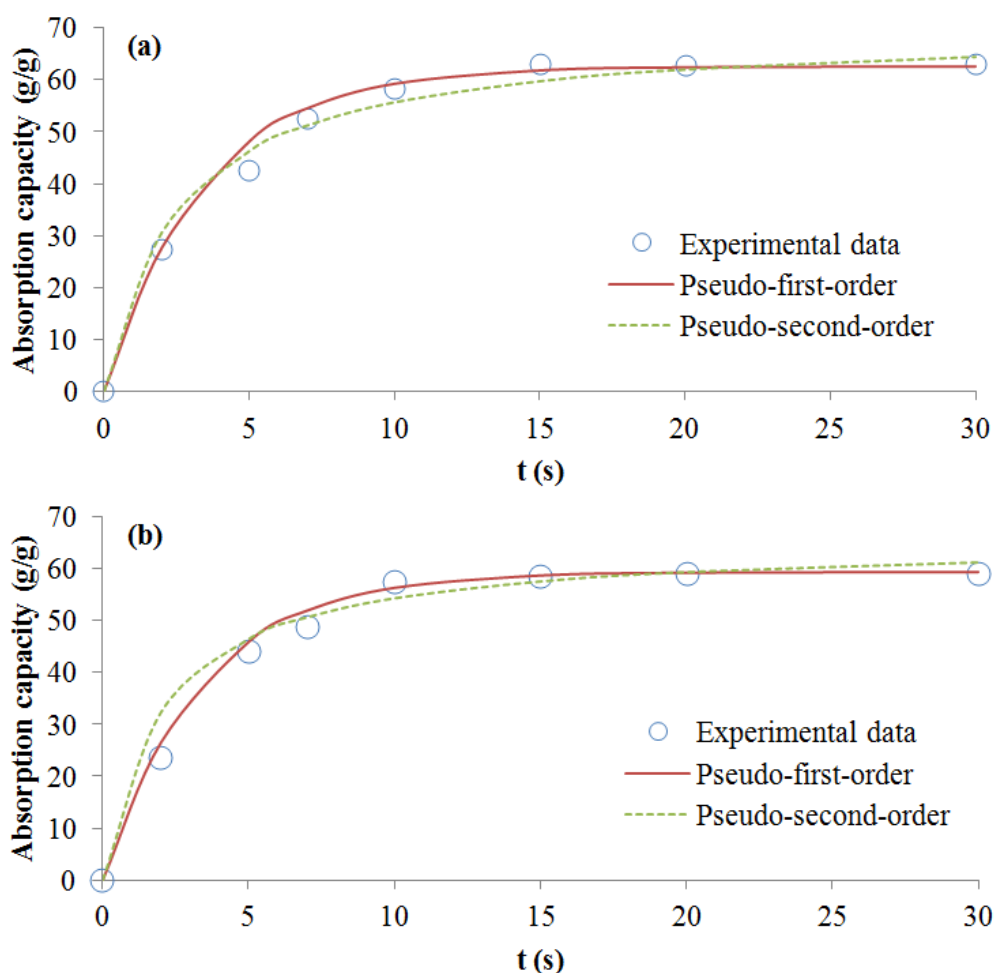 (a)
Absorption capacity (g/g)
70
60
50
40
30
20
10
0
Experimental data
Pseudo-first-order
Pseudo-second-order
0 5 10 15 20 25 30
t (s)
(b)
Absorption capacity (g/g)
70
60
50
40
30
20
10
0
Experimental data
Pseudo-first-order
Pseudo-second-order
0 5 10 15 20 25 30
t (s)